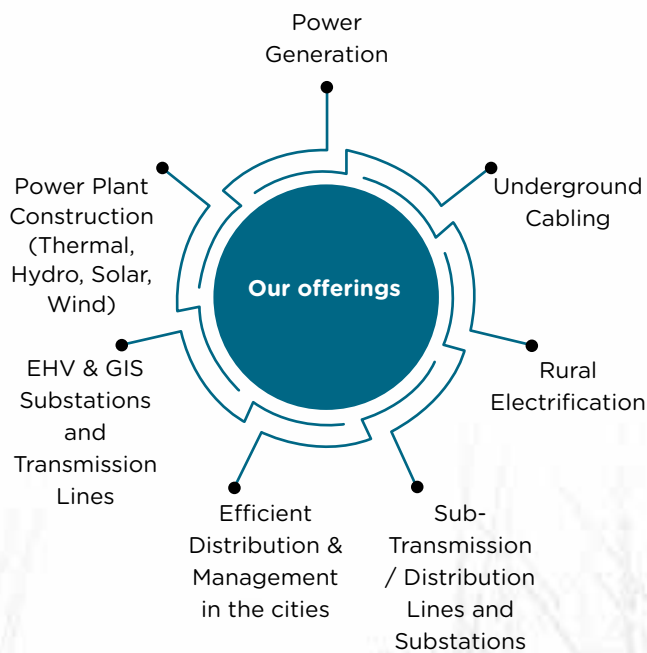 Power
Generation
Underground
Cabling
Rural
Electrification
Sub-
Transmission
/ Distribution
Lines and
Substations
Efficient
Distribution &
Management
in the cities
EHV & GIS
Substations
and
Transmission
Lines
Power Plant
Construction
(Thermal,
Hydro, Solar,
Wind)
Our offerings